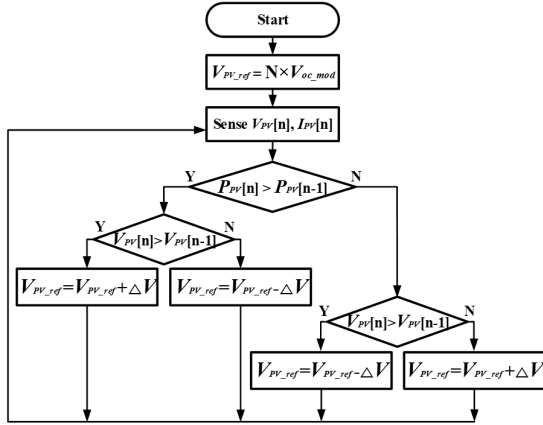 Start
V_PV_ref = N × V_oc_mod
Sense V_PV[n], I_PV[n]
Y
P_PV[n] > P_PV[n-1]
N
Y
V_PV[n]>V_PV[n-1]
N
V_PV_ref=V_PV_ref+△V
V_PV_ref=V_PV_ref-△V
Y
V_PV[n]>V_PV[n-1]
N
V_PV_ref=V_PV_ref-△V
V_PV_ref=V_PV_ref+△V